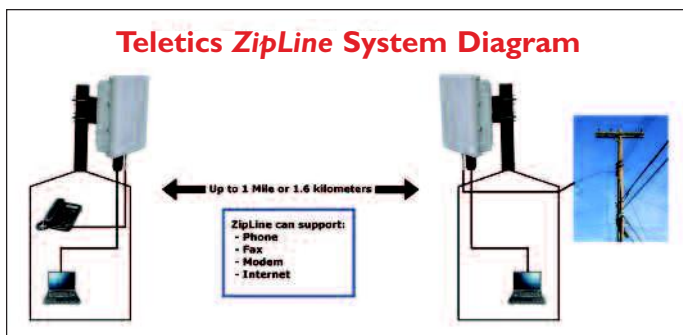 Teletics ZipLine System Diagram
Up to 1 Mile or 1.6 kilometers
ZipLine can support:
- Phone
- Fax
- Modem
- Internet